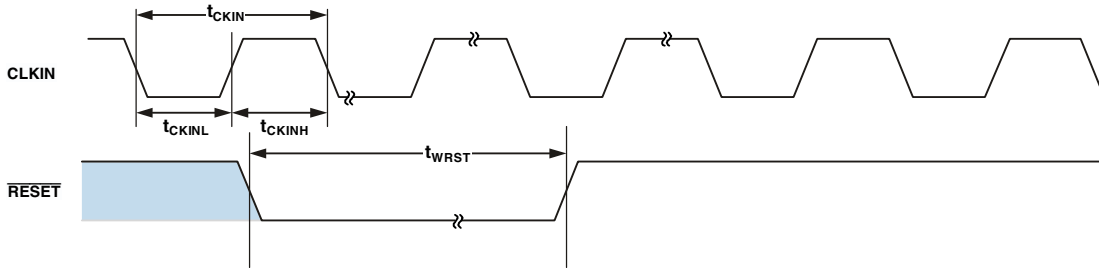 tCKIN
CLKIN
tCKINL
tCKINH
tWRST
RESET